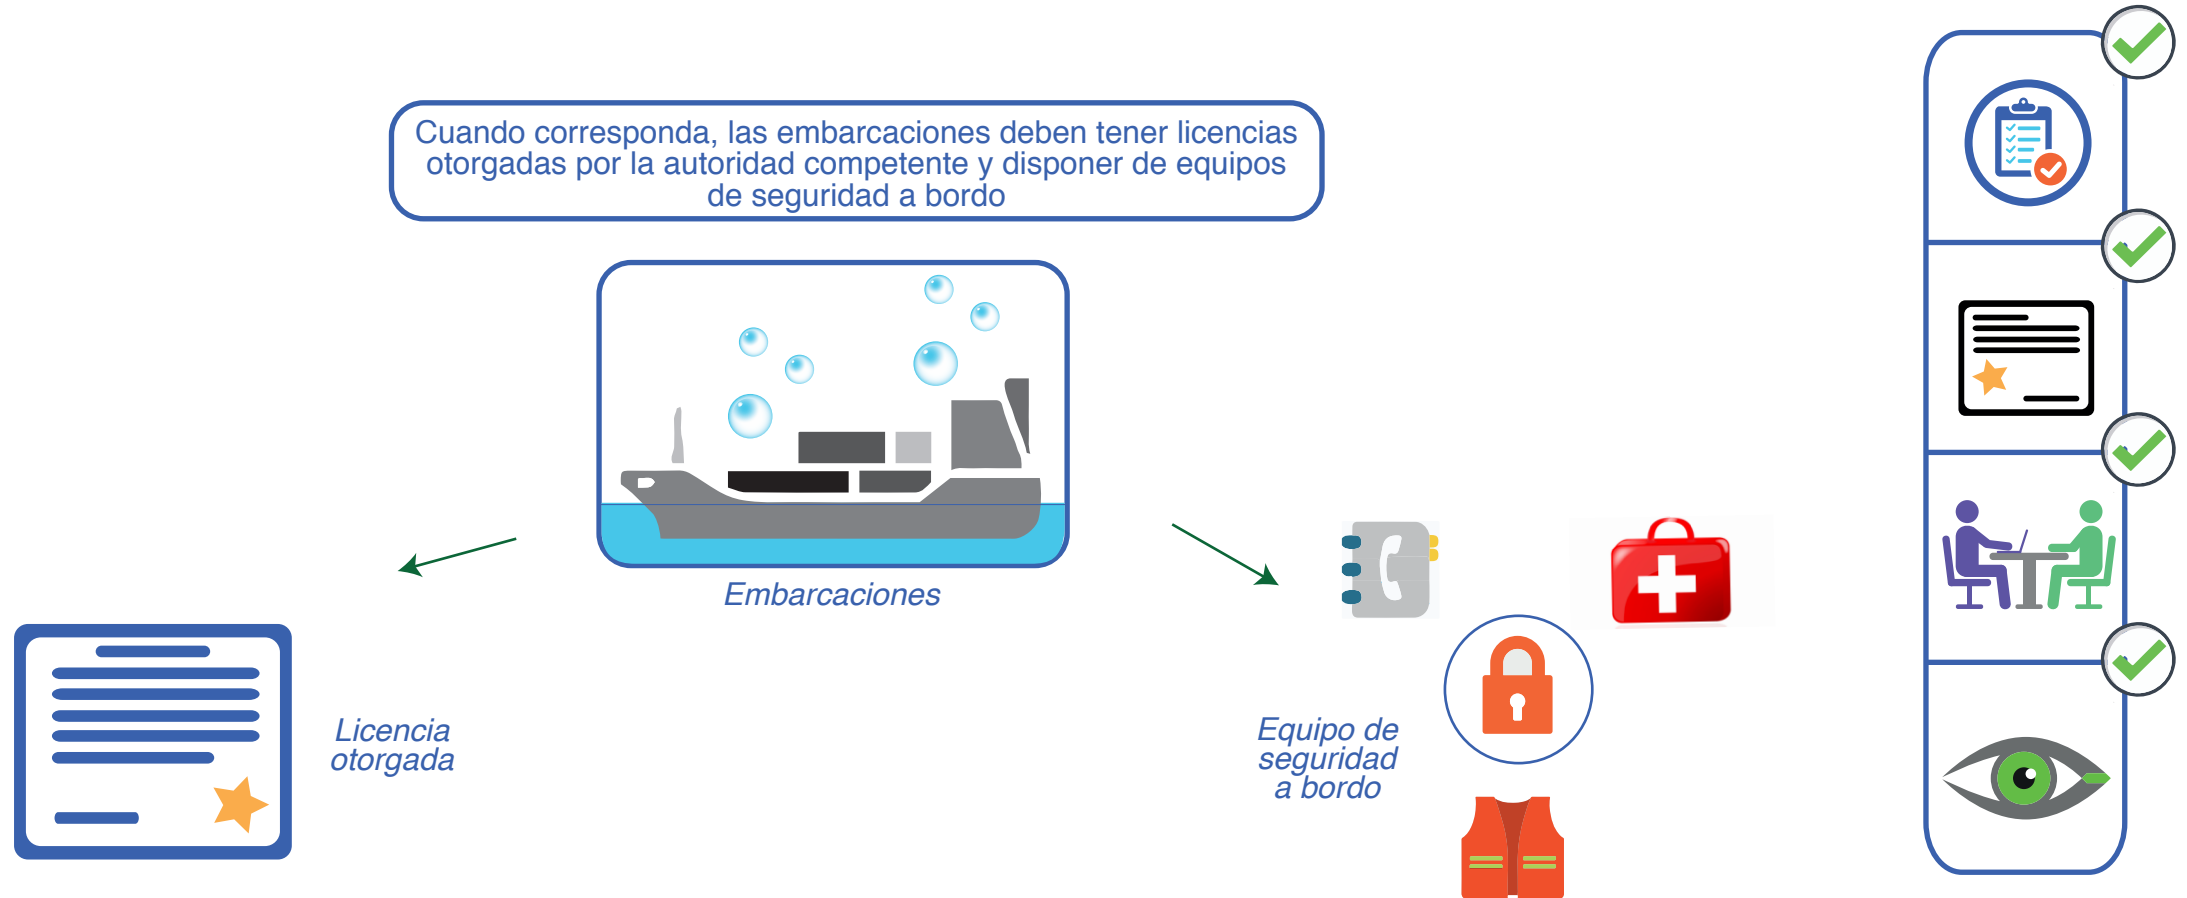 Cuando corresponda, las embarcaciones deben tener licencias
otorgadas por la autoridad competente y disponer de equipos
de seguridad a bordo
Embarcaciones
Licencia
otorgada
Equipo de
seguridad
a bordo